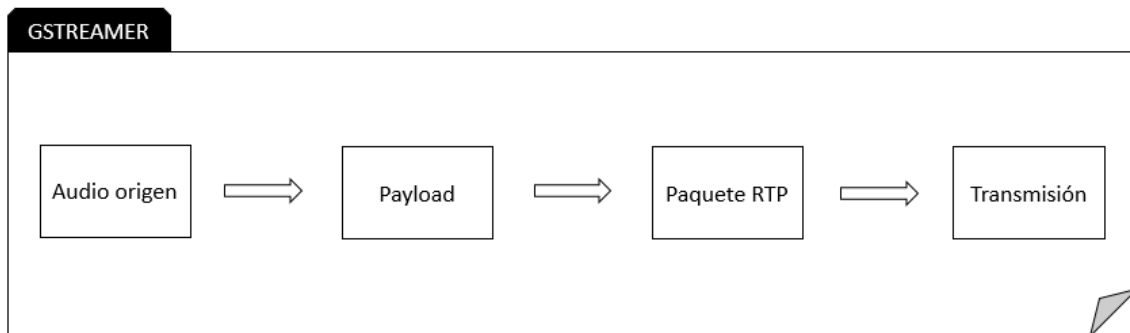 GSTREAMER
Audio origen
Payload
Paquete RTP
Transmisión